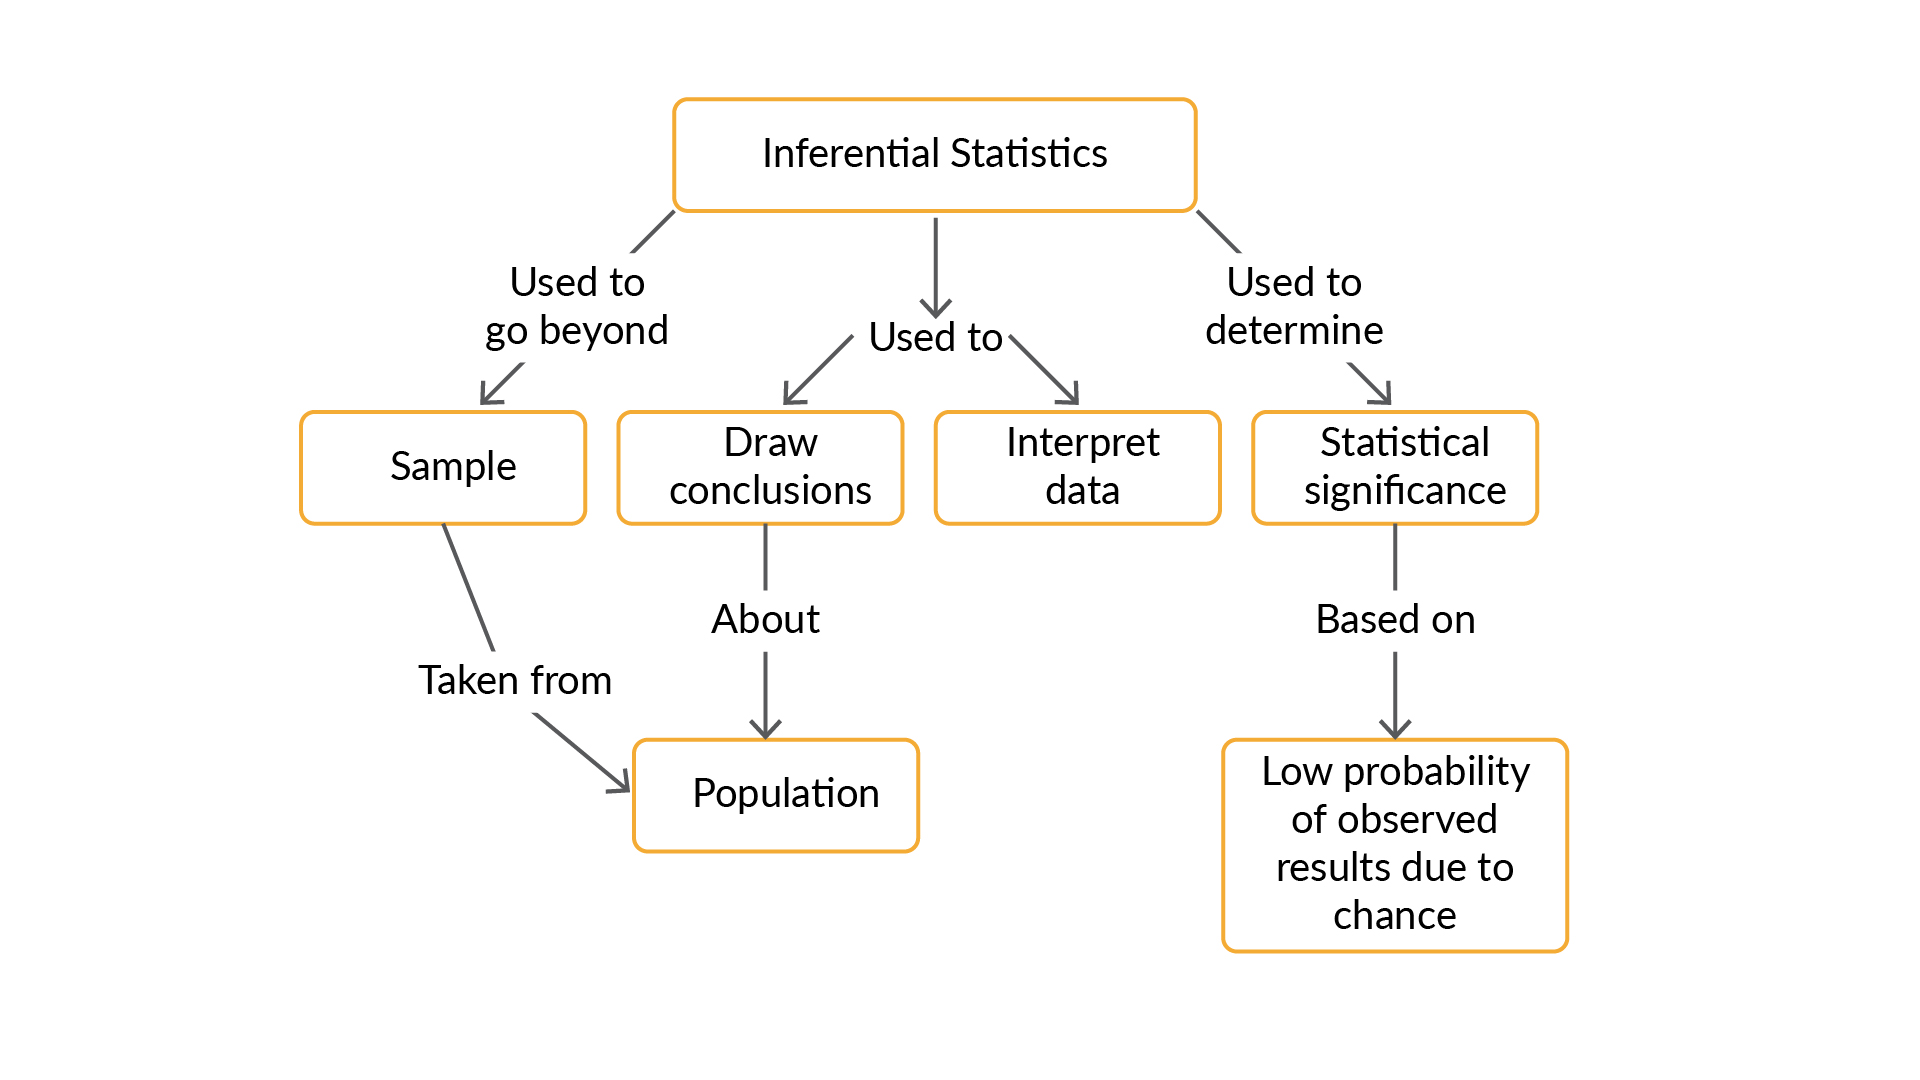 Inferential Statistics
Used to
go beyond
Used to
Used to
determine
Sample
Draw
conclusions
Interpret
data
Statistical
significance
Taken from
About
Based on
Population
Low probability
of observed
results due to
chance